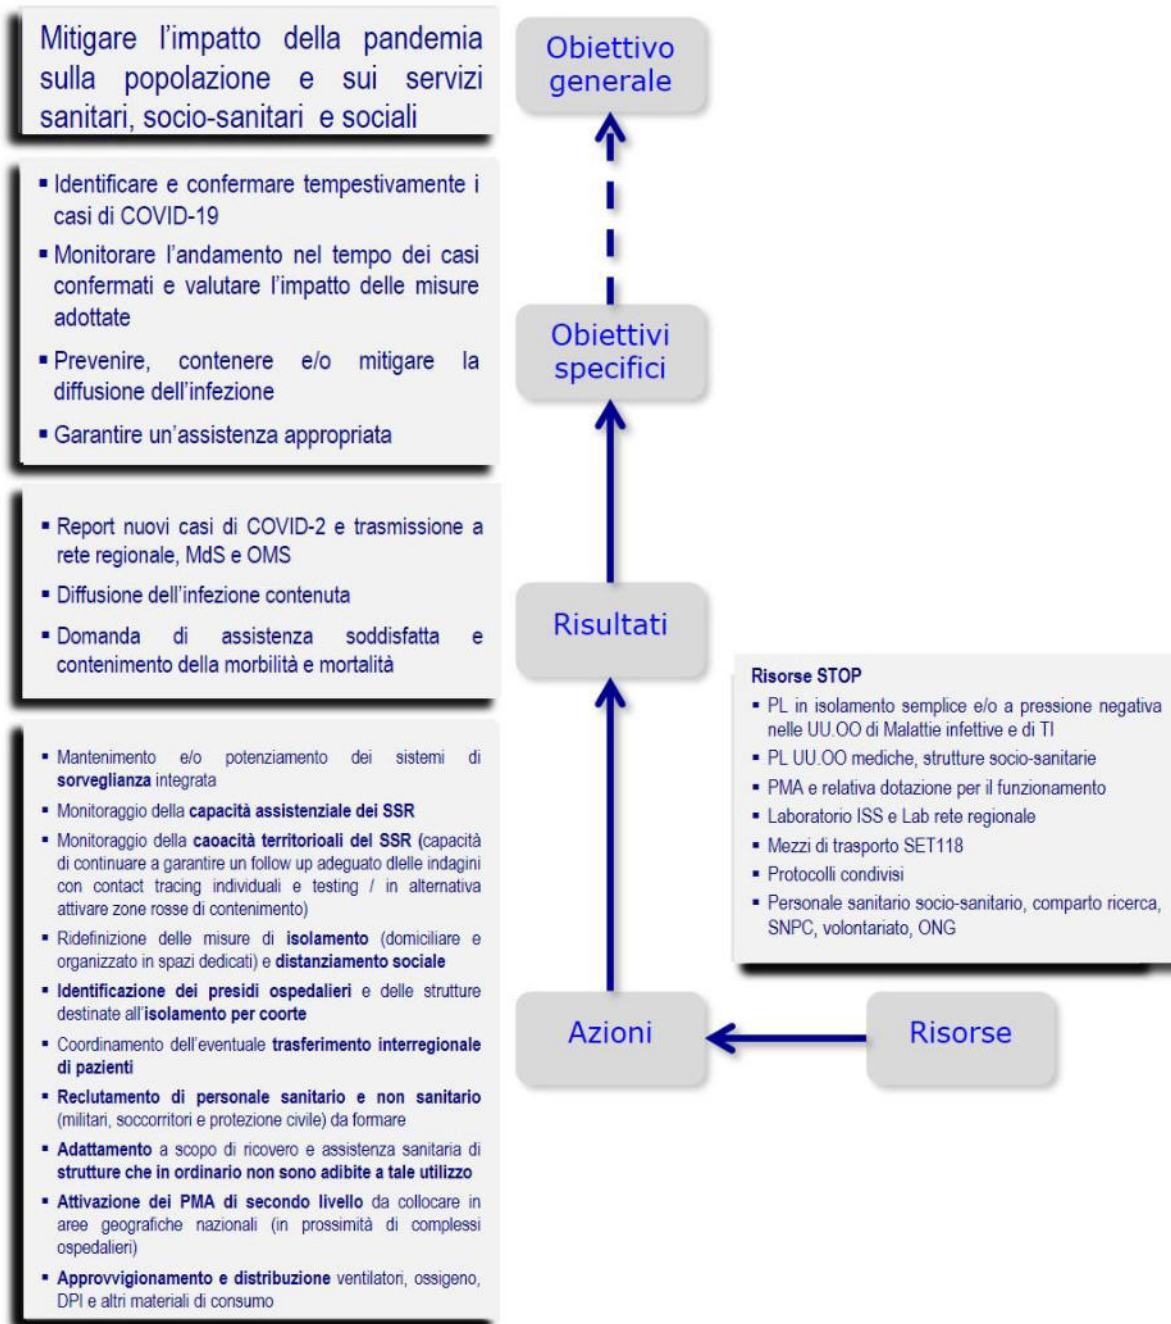 Mitigare l'impatto della pandemia
sulla popolazione e sui servizi
sanitari, socio-sanitari e sociali
Obiettivo
generale
▪ Identificare e confermare tempestivamente i
casi di COVID-19
▪ Monitorare l'andamento nel tempo dei casi
confermati e valutare l'impatto delle misure
adottate
▪ Prevenire, contenere e/o mitigare la
diffusione dell'infezione
▪ Garantire un'assistenza appropriata
Obiettivi
specifici
▪ Report nuovi casi di COVID-2 e trasmissione a
rete regionale, MdS e OMS
▪ Diffusione dell'infezione contenuta
▪ Domanda di assistenza soddisfatta e
contenimento della morbilità e mortalità
Risultati
▪ Mantenimento e/o potenziamento dei sistemi di
sorveglianza integrata
▪ Monitoraggio della capacità assistenziale dei SSR
▪ Monitoraggio della caoacità territorioali del SSR (capacità
di continuare a garantire un follow up adeguato dlelle indagini
con contact tracing individuali e testing / in alternativa
attivare zone rosse di contenimento)
▪ Ridefinizione delle misure di isolamento (domiciliare e
organizzato in spazi dedicati) e distanziamento sociale
▪ Identificazione dei presidi ospedalieri e delle strutture
destinate all'isolamento per coorte
▪ Coordinamento dell'eventuale trasferimento interregionale
di pazienti
▪ Reclutamento di personale sanitario e non sanitario
(militari, soccorritori e protezione civile) da formare
▪ Adattamento a scopo di ricovero e assistenza sanitaria di
strutture che in ordinario non sono adibite a tale utilizzo
▪ Attivazione dei PMA di secondo livello da collocare in
aree geografiche nazionali (in prossimità di complessi
ospedalieri)
▪ Approvvigionamento e distribuzione ventilatori, ossigeno,
DPI e altri materiali di consumo
Azioni
Risorse STOP
▪ PL in isolamento semplice e/o a pressione negativa
nelle UU.OO di Malattie infettive e di TI
▪ PL UU.OO mediche, strutture socio-sanitarie
▪ PMA e relativa dotazione per il funzionamento
▪ Laboratorio ISS e Lab rete regionale
▪ Mezzi di trasporto SET118
▪ Protocolli condivisi
▪ Personale sanitario socio-sanitario, comparto ricerca,
SNPC, volontariato, ONG
Risorse